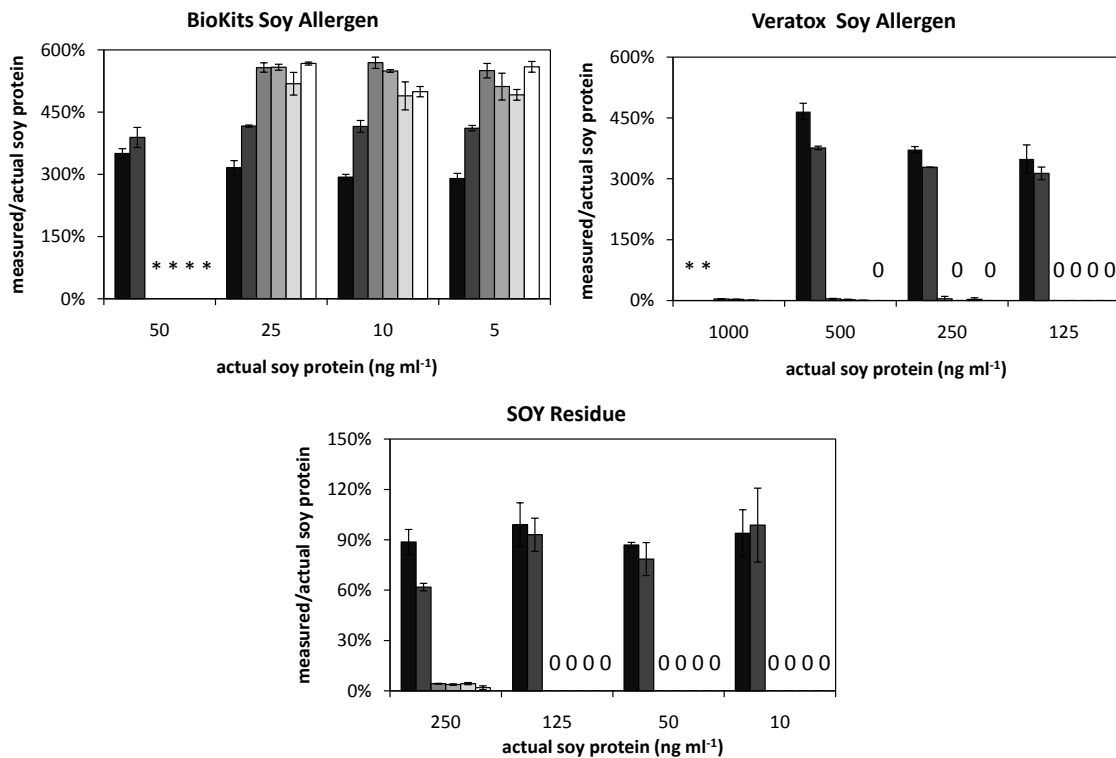 BioKits Soy Allergen
600%
450%
300%
150%
0%
measured/actual soy protein
* * * *
50 25 10 5
actual soy protein (ng ml-1)
Veratox Soy Allergen
600%
450%
300%
150%
0%
measured/actual soy protein
* *
0
0 0
0 0 0 0
1000 500 250 125
actual soy protein (ng ml-1)
SOY Residue
150%
120%
90%
60%
30%
0%
measured/actual soy protein
0 0 0 0
0 0 0 0
0 0 0 0
250 125 50 10
actual soy protein (ng ml-1)